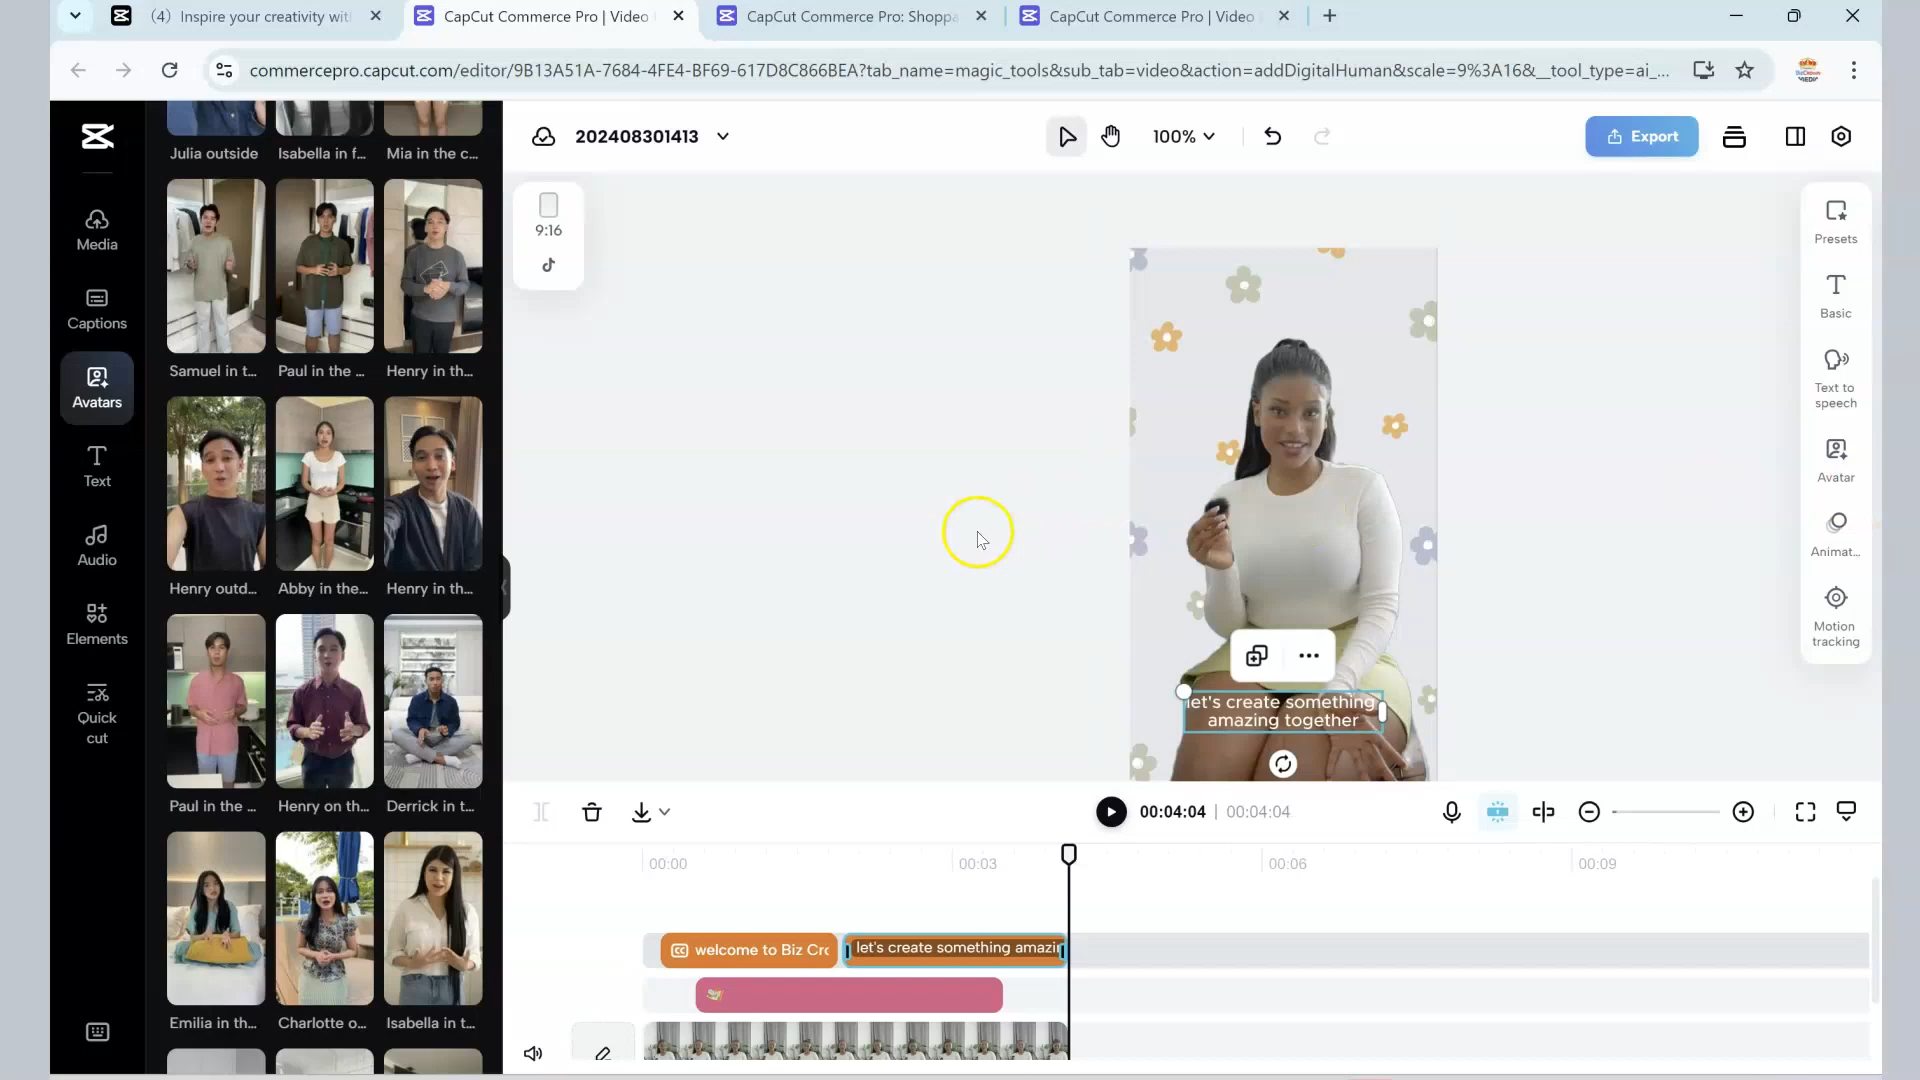 (4) Inspire your creativity wit
CapCut Commerce Pro | Video
CapCut Commerce Pro: Shoppa
CapCut Commerce Pro | Video
commercepro.capcut.com/editor/9B13A51A-7684-4FE4-BF69-617D8C866BEA?tab_name=magic_tools&sub_tab=video&action=addDigitalHuman&scale=9%3A16&__tool_type=ai_...
202408301413
100%
Export
Media
Captions
Avatars
Text
Audio
Elements
Quick
cut
Julia outside
Isabella in f...
Mia in the c...
Samuel in t...
Paul in the ...
Henry in th...
Henry outd...
Abby in the...
Henry in th...
Paul in the ...
Henry on th...
Derrick in t...
Emilia in th...
Charlotte o...
Isabella in t...
9:16
let's create something
amazing together
Presets
Basic
Text to
speech
Avatar
Animat...
Motion
tracking
00:04:04 | 00:04:04
00:00
00:03
00:06
00:09
welcome to Biz Crc
let's create something amazin